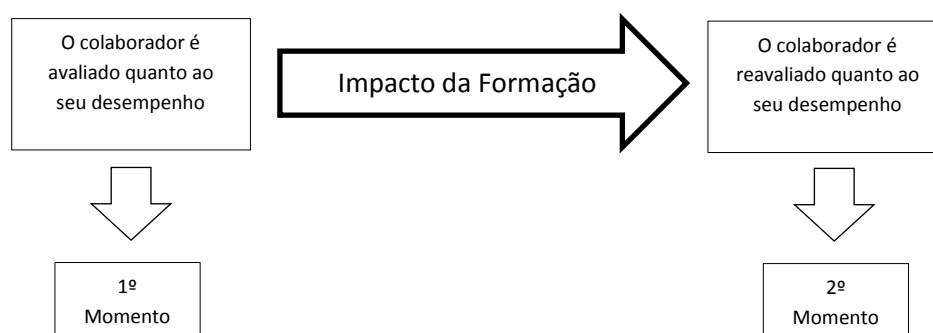 O colaborador é
avaliado quanto ao
seu desempenho
Impacto da Formação
O colaborador é
reavaliado quanto ao
seu desempenho
1º
Momento
2º
Momento